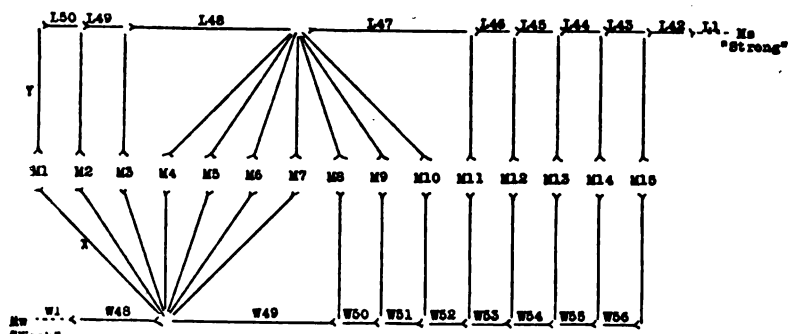 L50 L49 L48 L47 L46 L45 L44 L43 L42 L1 Ms
"Strong"
Y
M1 M2 M3 M4 M5 M6 M7 M8 M9 M10 M11 M12 M13 M14 M15
X
Mw W1 W48 W49 W50 W51 W52 W53 W54 W55 W56